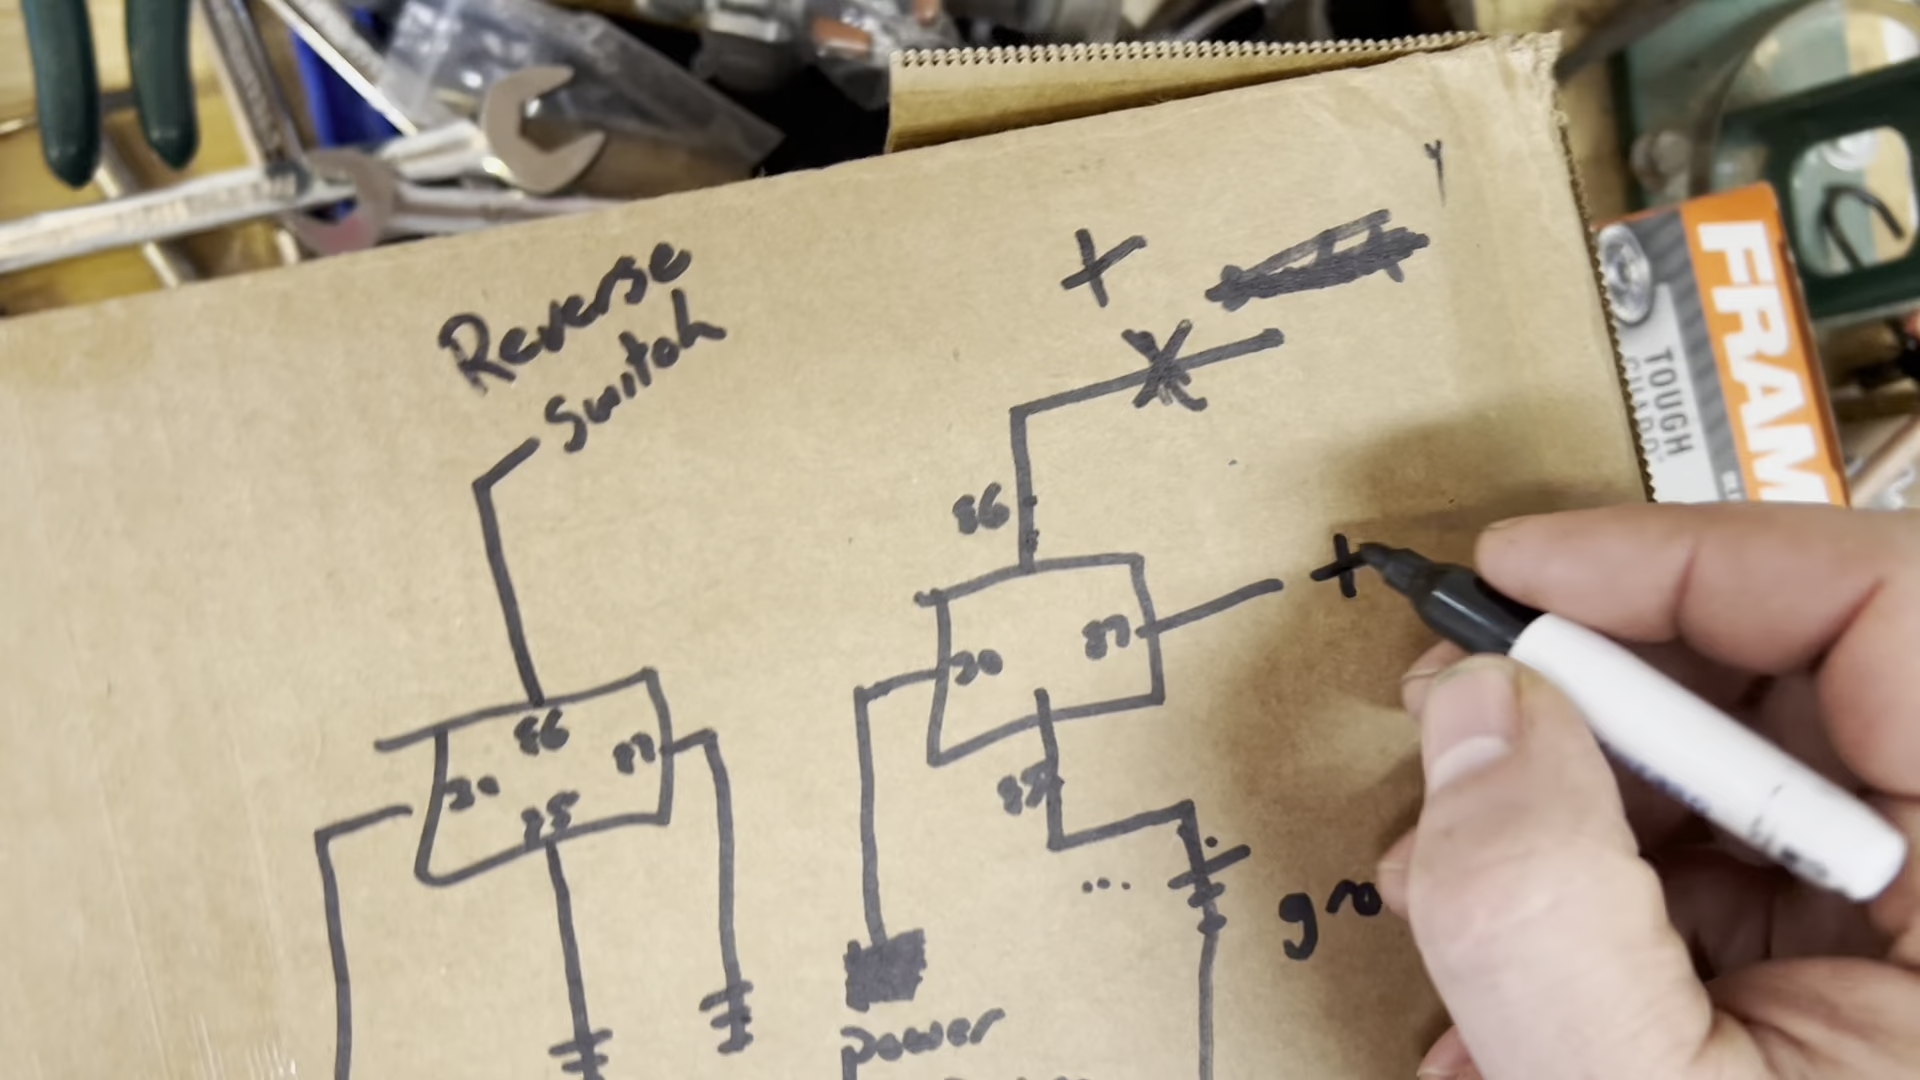 Reverse
Switch
+
86
+
87
30
86
87
30
85
85
gro
power
FRAM
TOUGH
GUARD